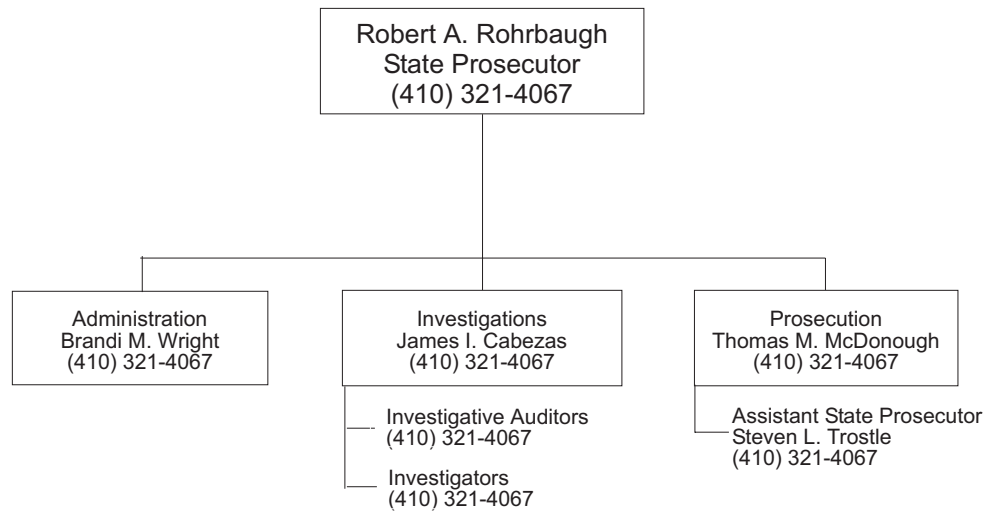 Robert A. Rohrbaugh
State Prosecutor
(410) 321-4067
Administration
Brandi M. Wright
(410) 321-4067
Investigations
James I. Cabezas
(410) 321-4067
Investigative Auditors
(410) 321-4067
Investigators
(410) 321-4067
Prosecution
Thomas M. McDonough
(410) 321-4067
Assistant State Prosecutor
Steven L. Trostle
(410) 321-4067